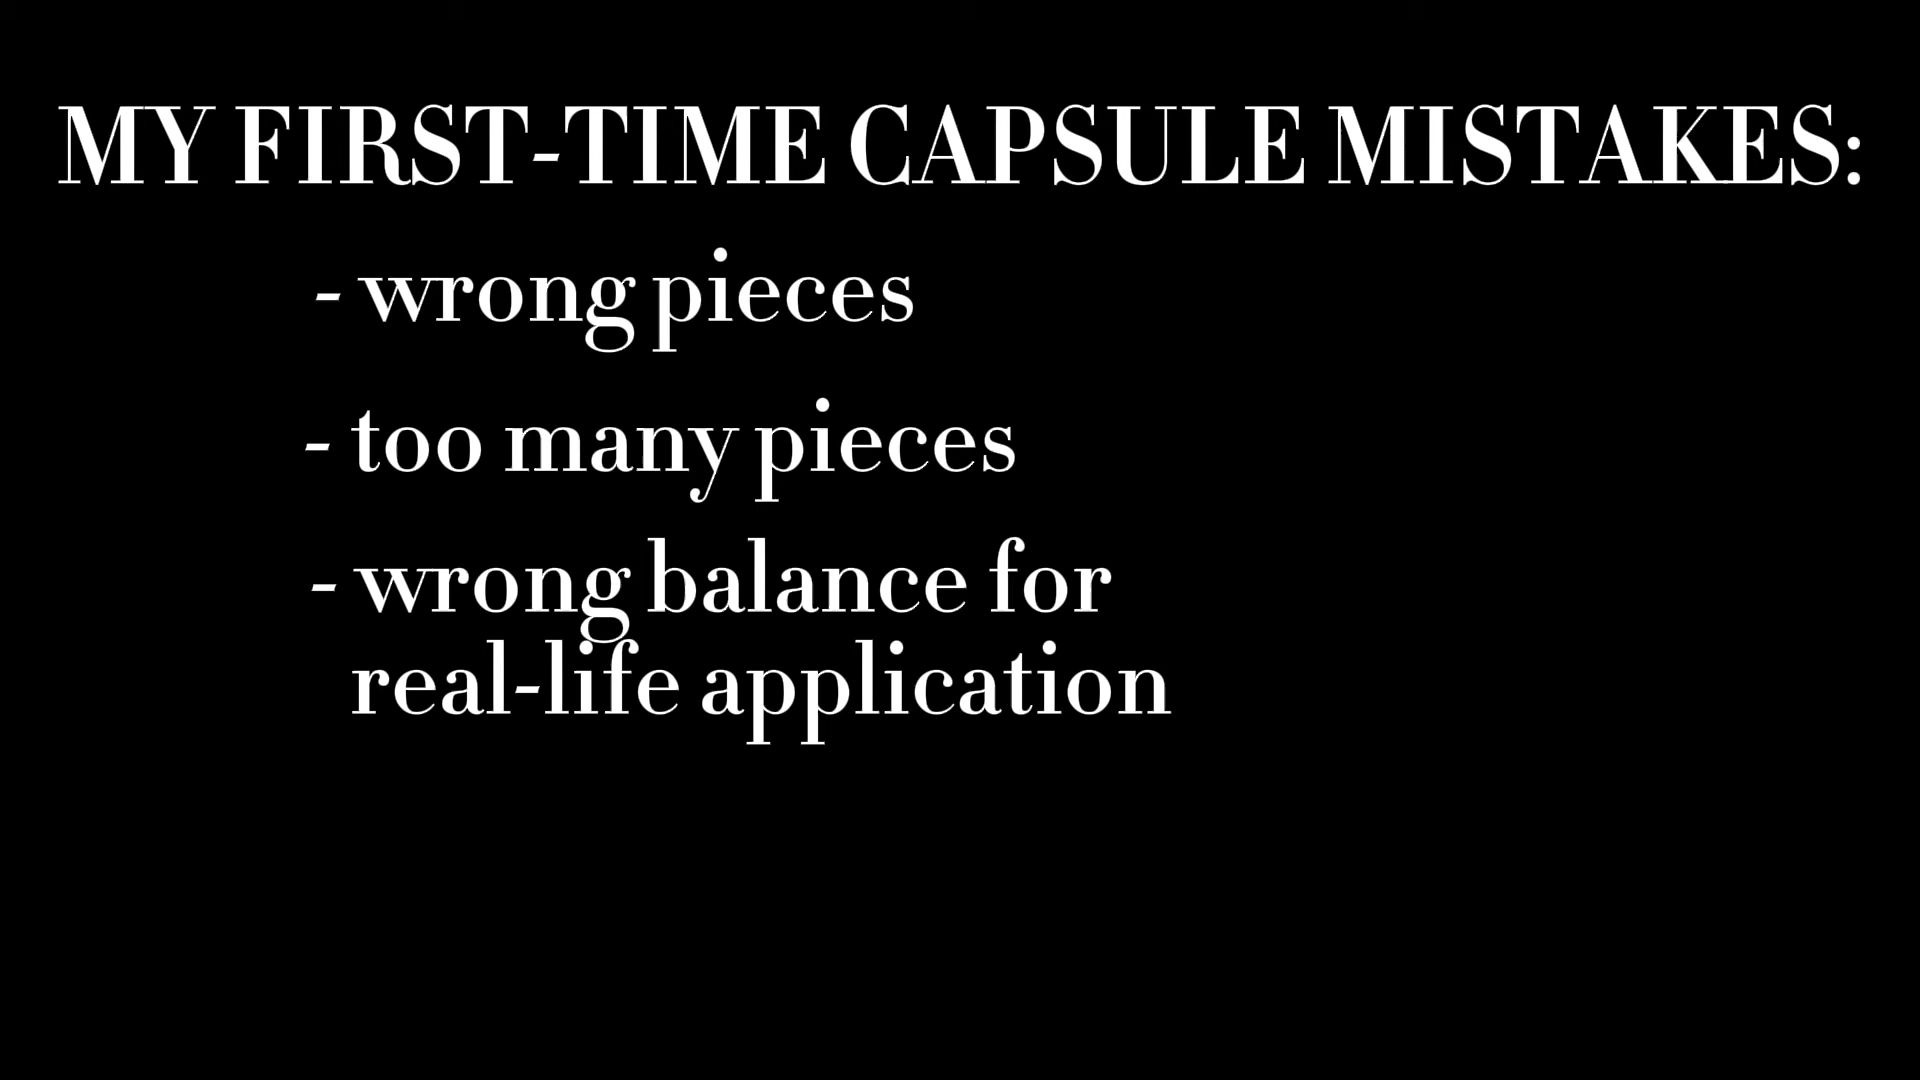 MY FIRST-TIME CAPSULE MISTAKES:
- wrong pieces
- too many pieces
- wrong balance for
real-life application